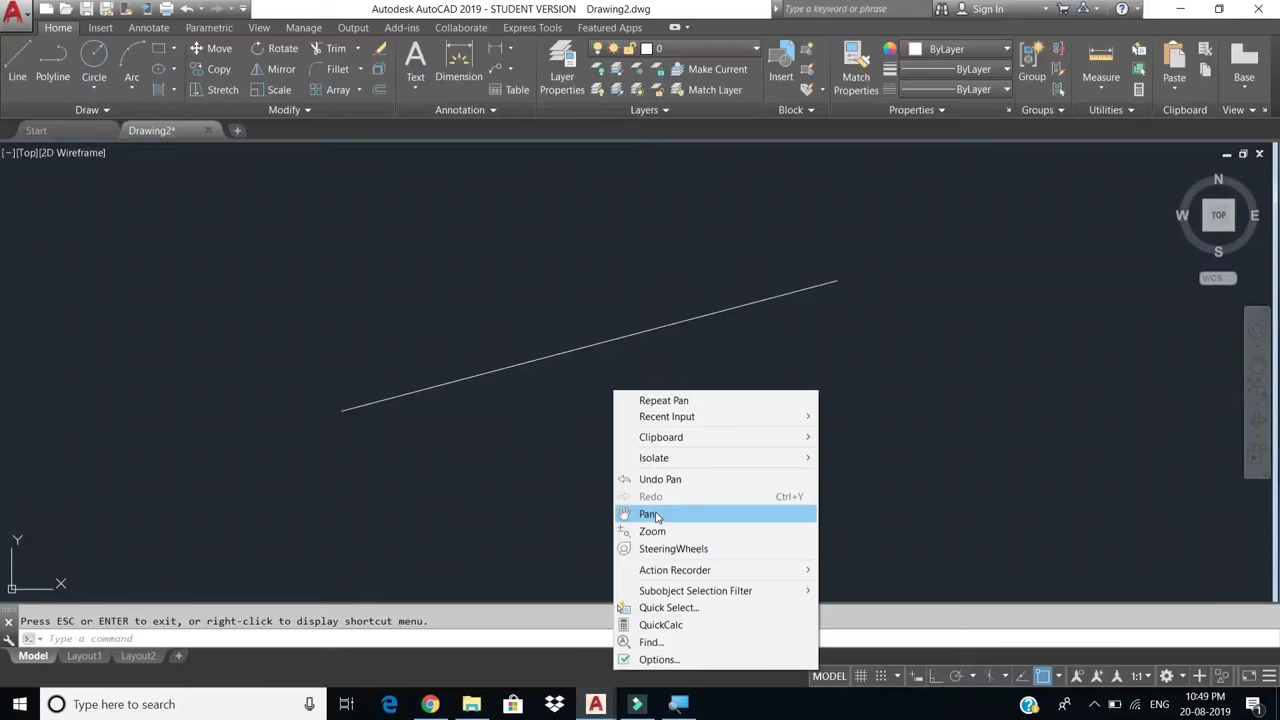 Autodesk AutoCAD 2019 - STUDENT VERSION Drawing2.dwg
Type a keyword or phrase
Sign In
Home Insert Annotate Parametric View Manage Output Add-ins Collaborate Express Tools Featured Apps
Line Polyline Circle Arc
Move Rotate Trim
Copy Mirror Fillet
Stretch Scale Array
Text Dimension Table
Layer Properties
0
Make Current
Match Layer
Insert
Match Properties
ByLayer
ByLayer
ByLayer
Group Measure Paste Base
Draw Modify Annotation Layers Block Properties Groups Utilities Clipboard View
Start Drawing2*
[−][Top][2D Wireframe]
N
W TOP E
S
WCS
Repeat Pan
Recent Input
Clipboard
Isolate
Undo Pan
Redo Ctrl+Y
Pan
Zoom
SteeringWheels
Action Recorder
Subobject Selection Filter
Quick Select...
QuickCalc
Find...
Options...
Y
X
Press ESC or ENTER to exit, or right-click to display shortcut menu.
Type a command
Model Layout1 Layout2
MODEL 1:1
Type here to search
ENG
10:49 PM
20-08-2019
1